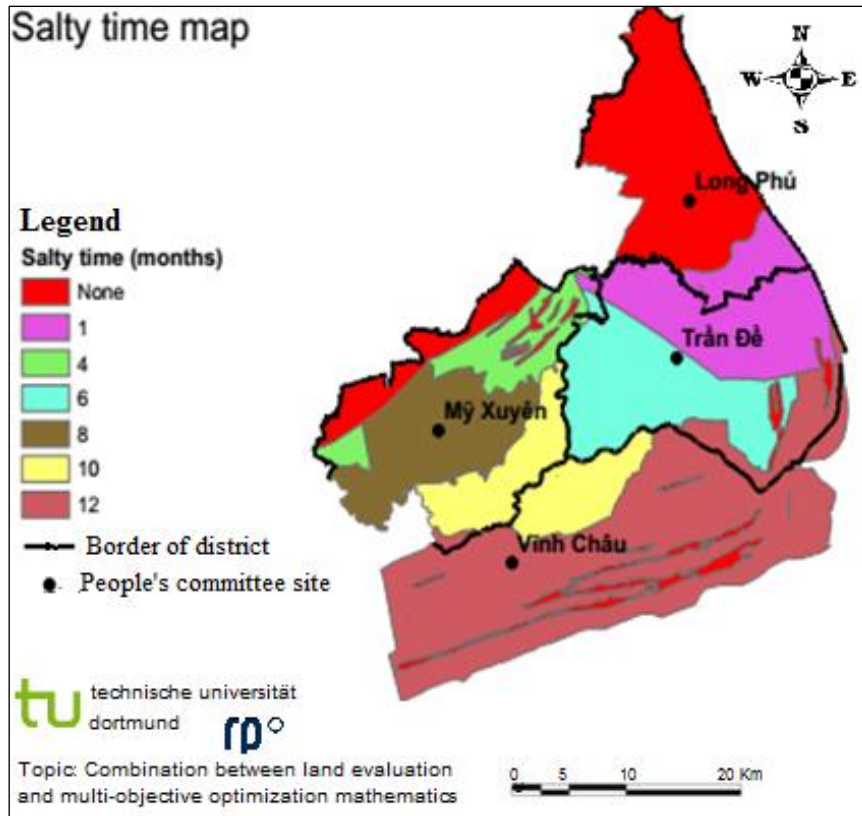 Salty time map
N
W E
S
Long Phú
Trần Đề
Mỹ Xuyên
Vĩnh Châu
Legend
Salty time (months)
None
1
4
6
8
10
12
Border of district
People's committee site
tu technische universität
dortmund rp
Topic: Combination between land evaluation
and multi-objective optimization mathematics
0 5 10 20 Km